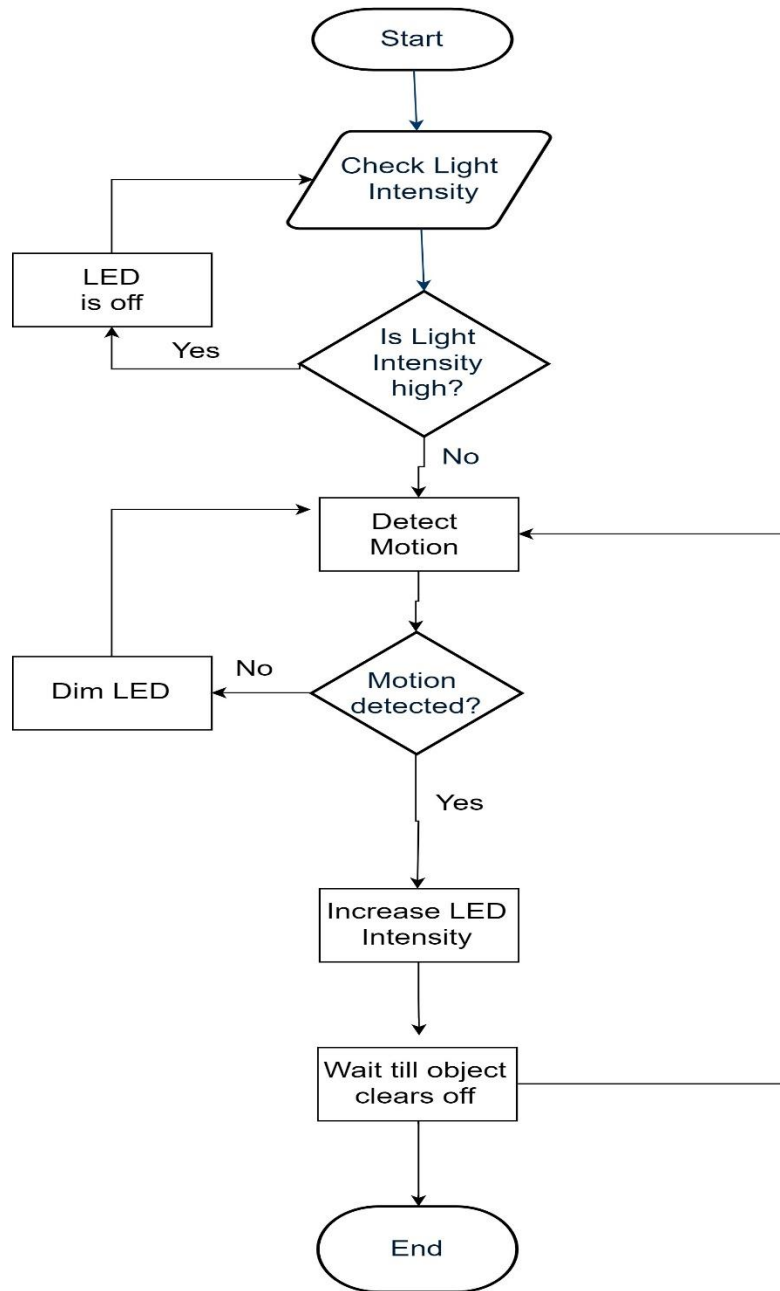 Start
Check Light
Intensity
LED
is off
Yes
Is Light
Intensity
high?
No
Detect
Motion
Dim LED
No
Motion
detected?
Yes
Increase LED
Intensity
Wait till object
clears off
End